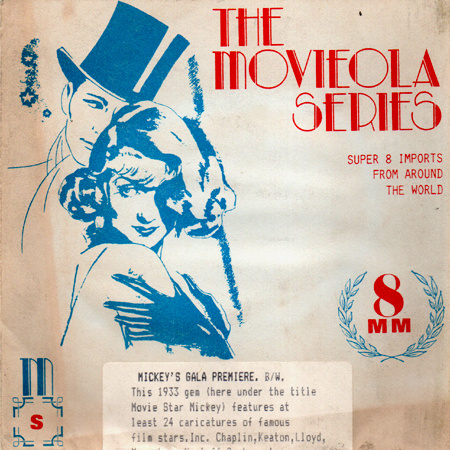 THE
MOVIEOLA
SERIES
SUPER 8 IMPORTS
FROM AROUND
THE WORLD
8
MM
M
S
MICKEY'S GALA PREMIERE. B/W.
This 1933 gem (here under the title
Movie Star Mickey) features at
least 24 caricatures of famous
film stars.Inc. Chaplin,Keaton,Lloyd,